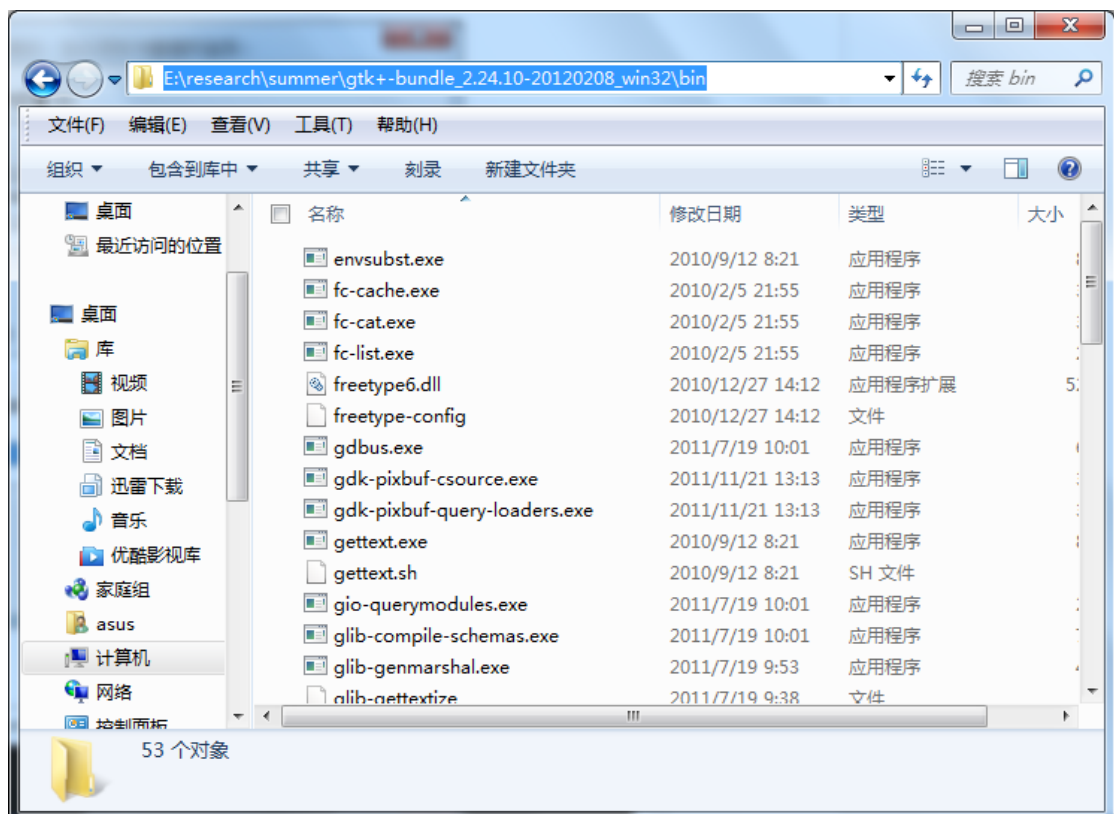 E:\research\summer\gtk+-bundle_2.24.10-20120208_win32\bin 搜索 bin
文件(F) 编辑(E) 查看(V) 工具(T) 帮助(H)
组织 包含到库中 共享 刻录 新建文件夹
桌面
最近访问的位置
桌面
库
视频
图片
文档
迅雷下载
音乐
优酷影视库
家庭组
asus
计算机
网络
控制面板
名称 修改日期 类型 大小
envsubst.exe 2010/9/12 8:21 应用程序
fc-cache.exe 2010/2/5 21:55 应用程序
fc-cat.exe 2010/2/5 21:55 应用程序
fc-list.exe 2010/2/5 21:55 应用程序
freetype6.dll 2010/12/27 14:12 应用程序扩展
freetype-config 2010/12/27 14:12 文件
gdbus.exe 2011/7/19 10:01 应用程序
gdk-pixbuf-csource.exe 2011/11/21 13:13 应用程序
gdk-pixbuf-query-loaders.exe 2011/11/21 13:13 应用程序
gettext.exe 2010/9/12 8:21 应用程序
gettext.sh 2010/9/12 8:21 SH 文件
gio-querymodules.exe 2011/7/19 10:01 应用程序
glib-compile-schemas.exe 2011/7/19 10:01 应用程序
glib-genmarshal.exe 2011/7/19 9:53 应用程序
glib-gettextize 2011/7/19 9:38 文件
53 个对象